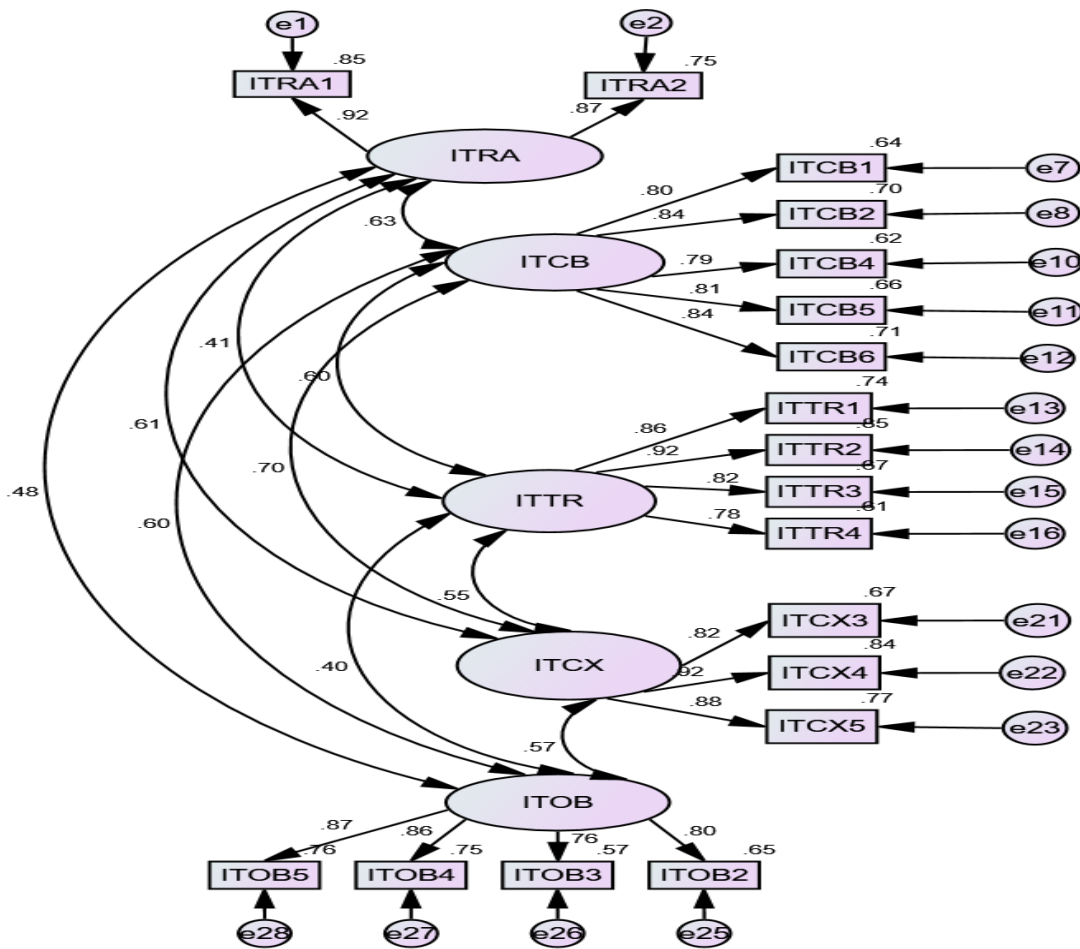 e1 e2
.85 .75
ITRA1 ITRA2
.92 .87
ITRA
.64
ITCB1 e7
.80
.70
.63 .84 ITCB2 e8
.62
ITCB .79 ITCB4 e10
.66
.81 ITCB5 e11
.84
.71
.41 ITCB6 e12
.60
.74
ITTR1 e13
.86
.85
.61 .92 ITTR2 e14
.67
.70 .82 ITTR3 e15
.48 ITTR
.61
.60 .78 ITTR4 e16
.55
.67
ITCX3 e21
.82
.84
.40 ITCX .92 ITCX4 e22
.77
.88 ITCX5 e23
.57
ITOB
.87 .86 .76 .80
.76 .75 .57 .65
ITOB5 ITOB4 ITOB3 ITOB2
e28 e27 e26 e25